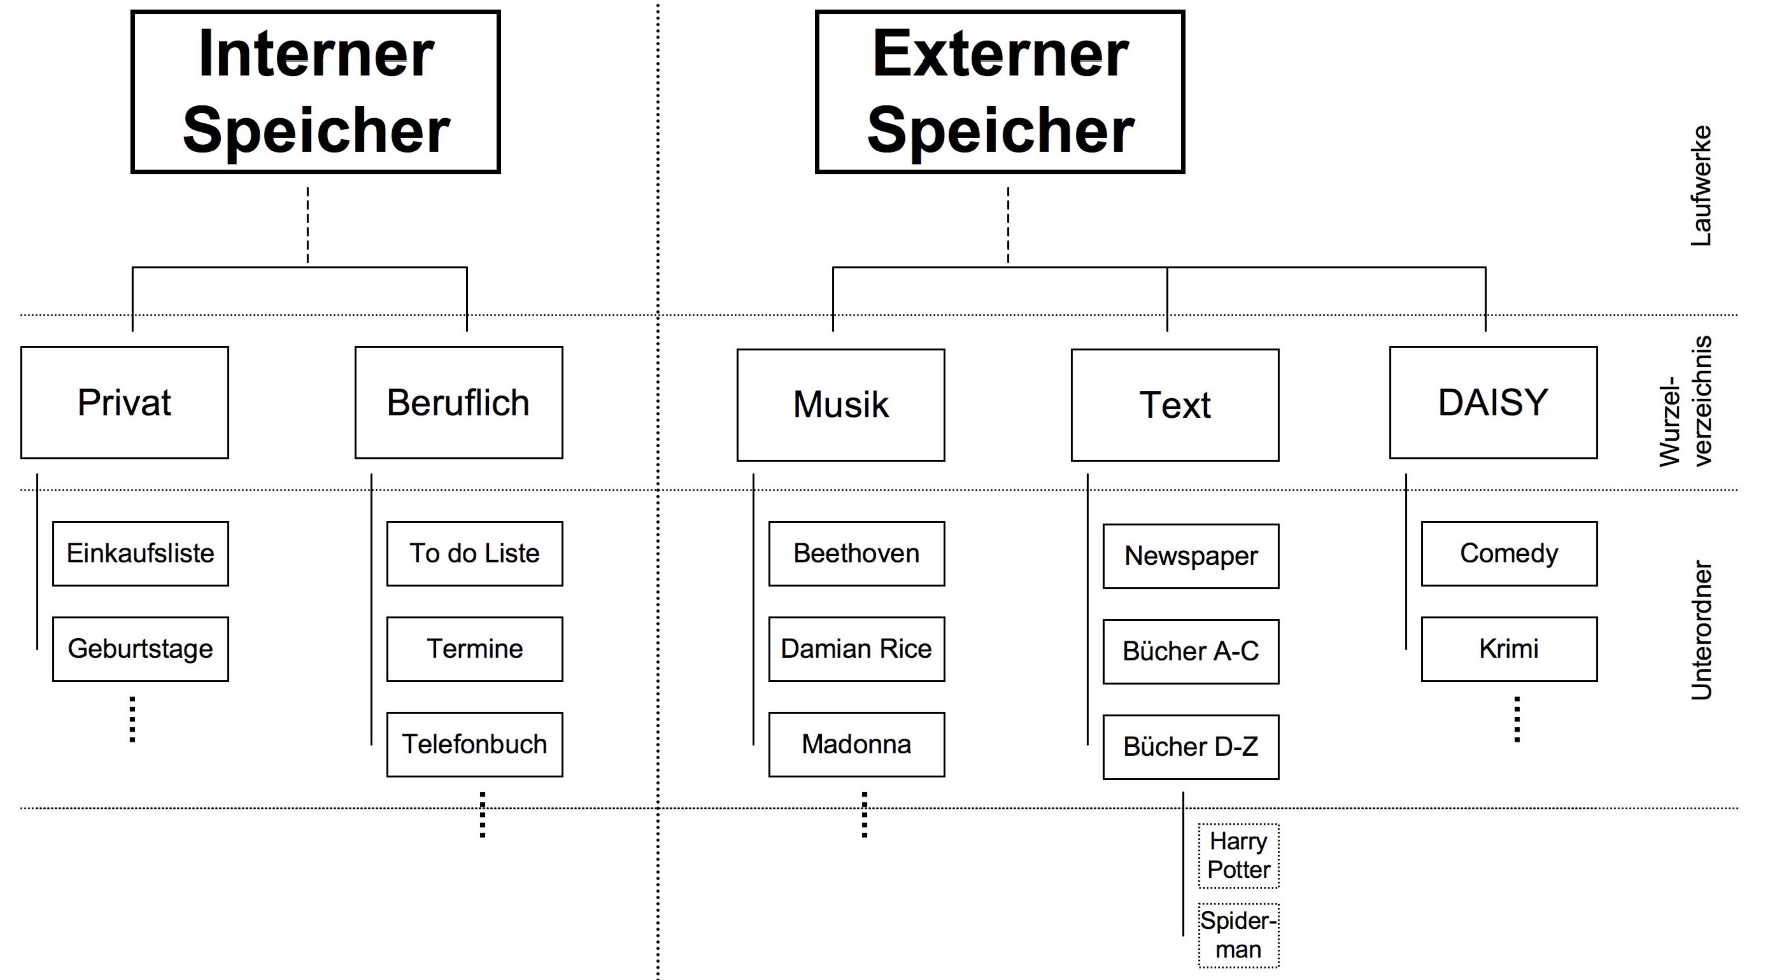 Interner
Speicher
Externer
Speicher
Laufwerke
Privat
Beruflich
Musik
Text
DAISY
Wurzel-
verzeichnis
Einkaufsliste
Geburtstage
To do Liste
Termine
Telefonbuch
Beethoven
Damian Rice
Madonna
Newspaper
Bücher A-C
Bücher D-Z
Harry
Potter
Spider-
man
Comedy
Krimi
Unterordner